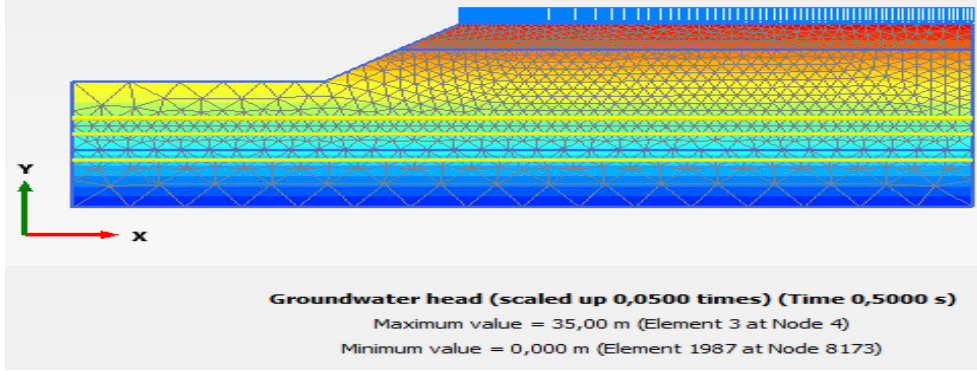 Y
X
Groundwater head (scaled up 0,0500 times) (Time 0,5000 s)
Maximum value = 35,00 m (Element 3 at Node 4)
Minimum value = 0,000 m (Element 1987 at Node 8173)